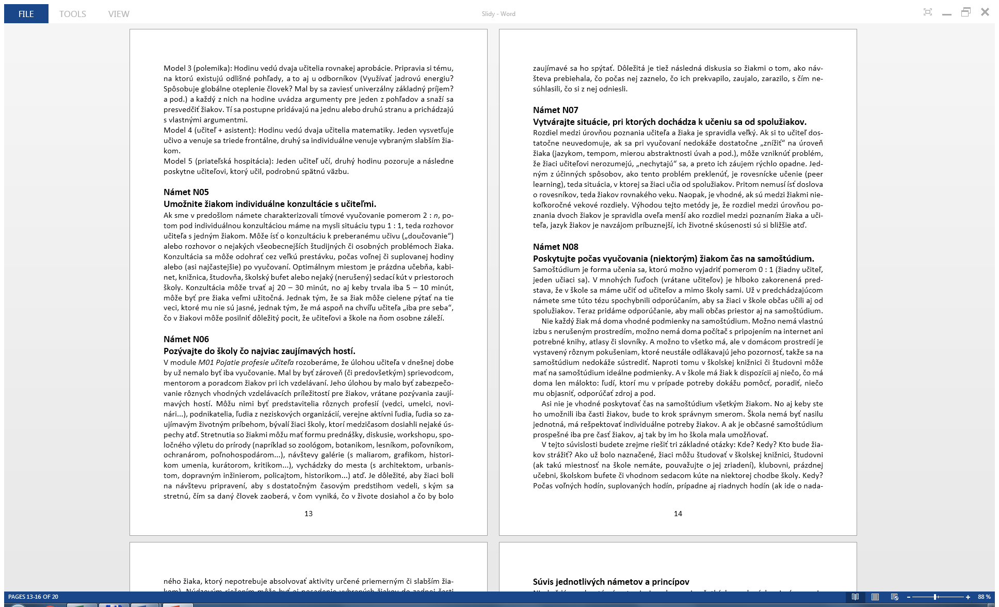 FILE
TOOLS
VIEW
Slidy - Word
Model 3 (polemika): Hodinu vedú dvaja učitelia rovnakej aprobácie. Pripravia si tému,
na ktorú existujú odlišné pohľady, a to aj u odborníkov (Využívať jadrovú energiu?
Spôsobuje globálne oteplenie človek? Mal by sa zaviesť univerzálny základný príjem?
a pod.) a každý z nich na hodine uvádza argumenty pre jeden z pohľadov a snaží sa
presvedčiť žiakov. Tí sa postupne pridávajú na jednu alebo druhú stranu a prichádzajú
s vlastnými argumentmi.
Model 4 (učiteľ + asistent): Hodinu vedú dvaja učitelia matematiky. Jeden vysvetľuje
učivo a venuje sa triede frontálne, druhý sa individuálne venuje vybraným slabším žia-
kom.
Model 5 (priateľská hospitácia): Jeden učiteľ učí, druhý hodinu pozoruje a následne
poskytne učiteľovi, ktorý učil, podrobnú spätnú väzbu.
Námet N05
Umožnite žiakom individuálne konzultácie s učiteľmi.
Ak sme v predošlom námete charakterizovali tímové vyučovanie pomerom 2 : n, po-
tom pod individuálnou konzultáciou máme na mysli situáciu typu 1 : 1, teda rozhovor
učiteľa s jedným žiakom. Môže ísť o konzultáciu k preberanému učivu („doučovanie“)
alebo rozhovor o nejakých všeobecnejších študijných či osobných problémoch žiaka.
Konzultácia sa môže odohrať cez veľkú prestávku, počas voľnej či suplovanej hodiny
alebo (asi najčastejšie) po vyučovaní. Optimálnym miestom je prázdna učebňa, kabi-
net, knižnica, študovňa, školský bufet alebo nejaký (nerušený) sedací kút v priestoroch
školy. Konzultácia môže trvať aj 20 – 30 minút, no aj keby trvala iba 5 – 10 minút,
môže byť pre žiaka veľmi užitočná. Jednak tým, že sa žiak môže cielene pýtať na tie
veci, ktoré mu nie sú jasné, jednak tým, že má aspoň na chvíľu učiteľa „iba pre seba“,
čo v žiakovi môže posilniť dôležitý pocit, že učiteľovi a škole na ňom osobne záleží.
Námet N06
Pozývajte do školy čo najviac zaujímavých hostí.
V module M01 Pojatie profesie učiteľa rozoberáme, že úlohou učiteľa v dnešnej dobe
by už nemalo byť iba vyučovanie. Mal by byť zároveň (či predovšetkým) sprievodcom,
mentorom a poradcom žiakov pri ich vzdelávaní. Jeho úlohou by malo byť zabezpečo-
vanie rôznych vhodných vzdelávacích príležitostí pre žiakov, vrátane pozývania zaují-
mavých hostí. Môžu nimi byť predstavitelia rôznych profesií (vedci, umelci, novi-
nári...), podnikatelia, ľudia z neziskových organizácií, verejne aktívni ľudia, ľudia so za-
ujímavým životným príbehom, bývalí žiaci školy, ktorí medzičasom dosiahli nejaké ús-
pechy atď. Stretnutia so žiakmi môžu mať formu prednášky, diskusie, workshopu, spo-
ločného výletu do prírody (napríklad so zoológom, botanikom, lesníkom, poľovníkom,
ochranárom, poľnohospodárom...), návštevy galérie (s maliarom, grafikom, histori-
kom umenia, kurátorom, kritikom...), vychádzky do mesta (s architektom, urbanis-
tom, dopravným inžinierom, policajtom, historikom...) atď. Je dôležité, aby žiaci boli
na návštevu pripravení, aby s dostatočným časovým predstihom vedeli, s kým sa
stretnú, čím sa daný človek zaoberá, v čom vyniká, čo v živote dosiahol a čo by bolo
13
zaujímavé sa ho spýtať. Dôležitá je tiež následná diskusia so žiakmi o tom, ako náv-
števa prebiehala, čo počas nej zaznelo, čo ich prekvapilo, zaujalo, zarazilo, s čím ne-
súhlasili, čo si z nej odniesli.
Námet N07
Vytvárajte situácie, pri ktorých dochádza k učeniu sa od spolužiakov.
Rozdiel medzi úrovňou poznania učiteľa a žiaka je spravidla veľký. Ak si to učiteľ dos-
tatočne neuvedomuje, ak sa pri vyučovaní nedokáže dostatočne „znížiť“ na úroveň
žiaka (jazykom, tempom, mierou abstraktnosti úvah a pod.), môže vzniknúť problém,
že žiaci učiteľovi nerozumejú, „nechytajú“ sa, a preto ich záujem rýchlo opadne. Jed-
ným z účinných spôsobov, ako tento problém preklenúť, je rovesnícke učenie (peer
learning), teda situácia, v ktorej sa žiaci učia od spolužiakov. Pritom nemusí ísť doslova
o rovesníkov, teda žiakov rovnakého veku. Naopak, je vhodné, ak sú medzi žiakmi nie-
koľkoročné vekové rozdiely. Výhodou tejto metódy je, že rozdiel medzi úrovňou po-
znania dvoch žiakov je spravidla oveľa menší ako rozdiel medzi poznaním žiaka a uči-
teľa, jazyk žiakov je navzájom príbuznejší, ich životné skúsenosti sú si bližšie atď.
Námet N08
Poskytujte počas vyučovania (niektorým) žiakom čas na samoštúdium.
Samoštúdium je forma učenia sa, ktorú možno vyjadriť pomerom 0 : 1 (žiadny učiteľ,
jeden učiaci sa). V mnohých ľuďoch (vrátane učiteľov) je hlboko zakorenená pred-
stava, že v škole sa máme učiť od učiteľov a mimo školy sami. Už v predchádzajúcom
námete sme túto tézu spochybnili odporúčaním, aby sa žiaci v škole občas učili aj od
spolužiakov. Teraz pridáme odporúčanie, aby mali občas priestor aj na samoštúdium.
Nie každý žiak má doma vhodné podmienky na samoštúdium. Možno nemá vlastnú
izbu s nerušeným prostredím, možno nemá doma počítač s pripojením na internet ani
potrebné knihy, atlasy či slovníky. A možno to všetko má, ale v domácom prostredí je
vystavený rôznym pokušeniam, ktoré neustále odlákavajú jeho pozornosť, takže sa na
samoštúdium nedokáže sústrediť. Naproti tomu v školskej knižnici či študovni môže
mať na samoštúdium ideálne podmienky. A v škole má žiak k dispozícii aj niečo, čo má
doma len málokto: ľudí, ktorí mu v prípade potreby dokážu pomôcť, poradiť, niečo
mu objasniť, odporúčať zdroj a pod.
Asi nie je vhodné poskytovať čas na samoštúdium všetkým žiakom. No aj keby ste
ho umožnili iba časti žiakov, bude to krok správnym smerom. Škola nemá byť nasilu
jednotná, má rešpektovať individuálne potreby žiakov. A ak je občasné samoštúdium
prospešné iba pre časť žiakov, aj tak by im ho škola mala umožňovať.
V tejto súvislosti budete zrejme riešiť tri základné otázky: Kde? Kedy? Kto bude žia-
kov strážiť? Ako už bolo naznačené, žiaci môžu študovať v školskej knižnici, študovni
(ak takú miestnosť na škole nemáte, pouvažujte o jej zriadení), klubovni, prázdnej
učebni, školskom bufete či vhodnom sedacom kúte na niektorej chodbe školy. Kedy?
Počas voľných hodín, suplovaných hodín, prípadne aj riadnych hodín (ak ide o nada-
14
ného žiaka, ktorý nepotrebuje absolvovať aktivity určené priemerným či slabším žia-
kom). Núdzovým riešením môže byť aj posadenie vybraných žiakov do zadnej časti
Súvis jednotlivých námetov a princípov
PAGES 13-16 OF 20
88 %